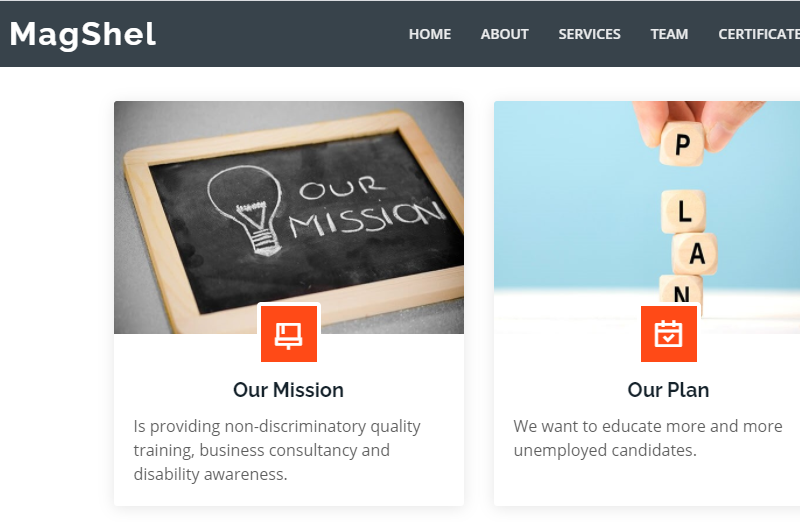 MagShel
HOME ABOUT SERVICES TEAM CERTIFICATE
OUR
MISSION
P
L
A
N
Our Mission
Is providing non-discriminatory quality
training, business consultancy and
disability awareness.
Our Plan
We want to educate more and more
unemployed candidates.